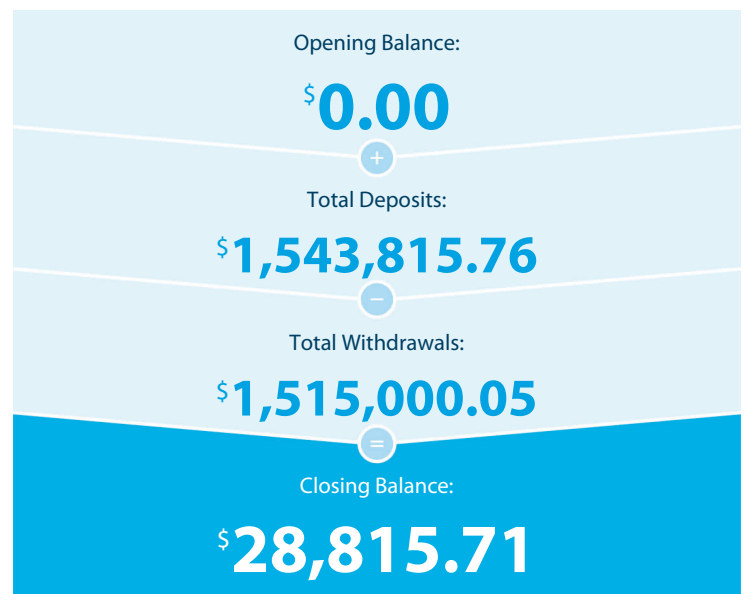 Opening Balance:
$0.00
+
Total Deposits:
$1,543,815.76
−
Total Withdrawals:
$1,515,000.05
=
Closing Balance:
$28,815.71